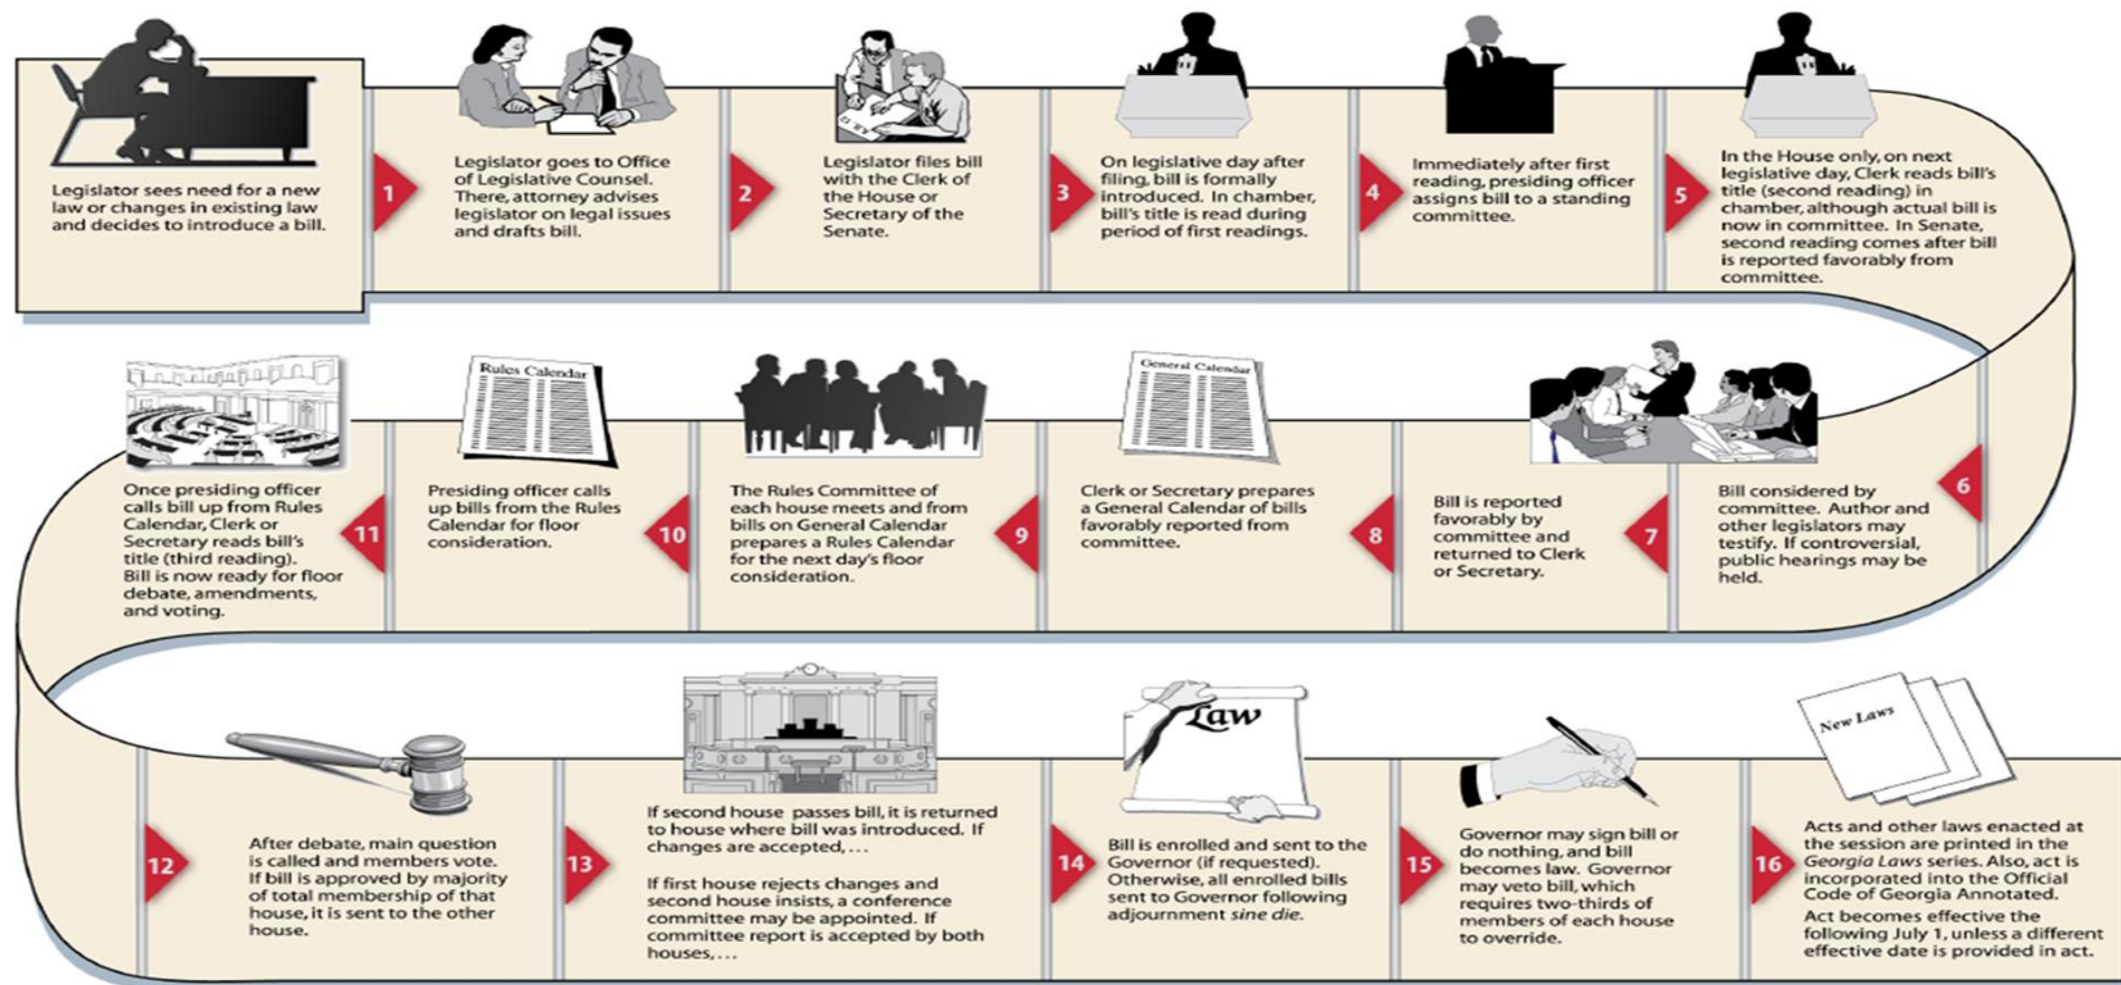 Legislator sees need for a new
law or changes in existing law
and decides to introduce a bill.
1
Legislator goes to Office
of Legislative Counsel.
There, attorney advises
legislator on legal issues
and drafts bill.
2
Legislator files bill
with the Clerk of
the House or
Secretary of the
Senate.
3
On legislative day after
filing, bill is formally
introduced. In chamber,
bill's title is read during
period of first readings.
4
Immediately after first
reading, presiding officer
assigns bill to a standing
committee.
5
In the House only, on next
legislative day, Clerk reads bill's
title (second reading) in
chamber, although actual bill is
now in committee. In Senate,
second reading comes after bill
is reported favorably from
committee.
6
Bill considered by
committee. Author and
other legislators may
testify. If controversial,
public hearings may be
held.
7
Bill is reported
favorably by
committee and
returned to Clerk
or Secretary.
8
General Calendar
Clerk or Secretary prepares
a General Calendar of bills
favorably reported from
committee.
9
The Rules Committee of
each house meets and from
bills on General Calendar
prepares a Rules Calendar
for the next day's floor
consideration.
10
Rules Calendar
Presiding officer calls
up bills from the Rules
Calendar for floor
consideration.
11
Once presiding officer
calls bill up from Rules
Calendar, Clerk or
Secretary reads bill's
title (third reading).
Bill is now ready for floor
debate, amendments,
and voting.
12
After debate, main question
is called and members vote.
If bill is approved by majority
of total membership of that
house, it is sent to the other
house.
13
If second house passes bill, it is returned
to house where bill was introduced. If
changes are accepted, ...
If first house rejects changes and
second house insists, a conference
committee may be appointed. If
committee report is accepted by both
houses, ...
14
Law
Bill is enrolled and sent to the
Governor (if requested).
Otherwise, all enrolled bills
sent to Governor following
adjournment sine die.
15
Governor may sign bill or
do nothing, and bill
becomes law. Governor
may veto bill, which
requires two-thirds of
members of each house
to override.
16
New Laws
Acts and other laws enacted at
the session are printed in the
Georgia Laws series. Also, act is
incorporated into the Official
Code of Georgia Annotated.
Act becomes effective the
following July 1, unless a different
effective date is provided in act.